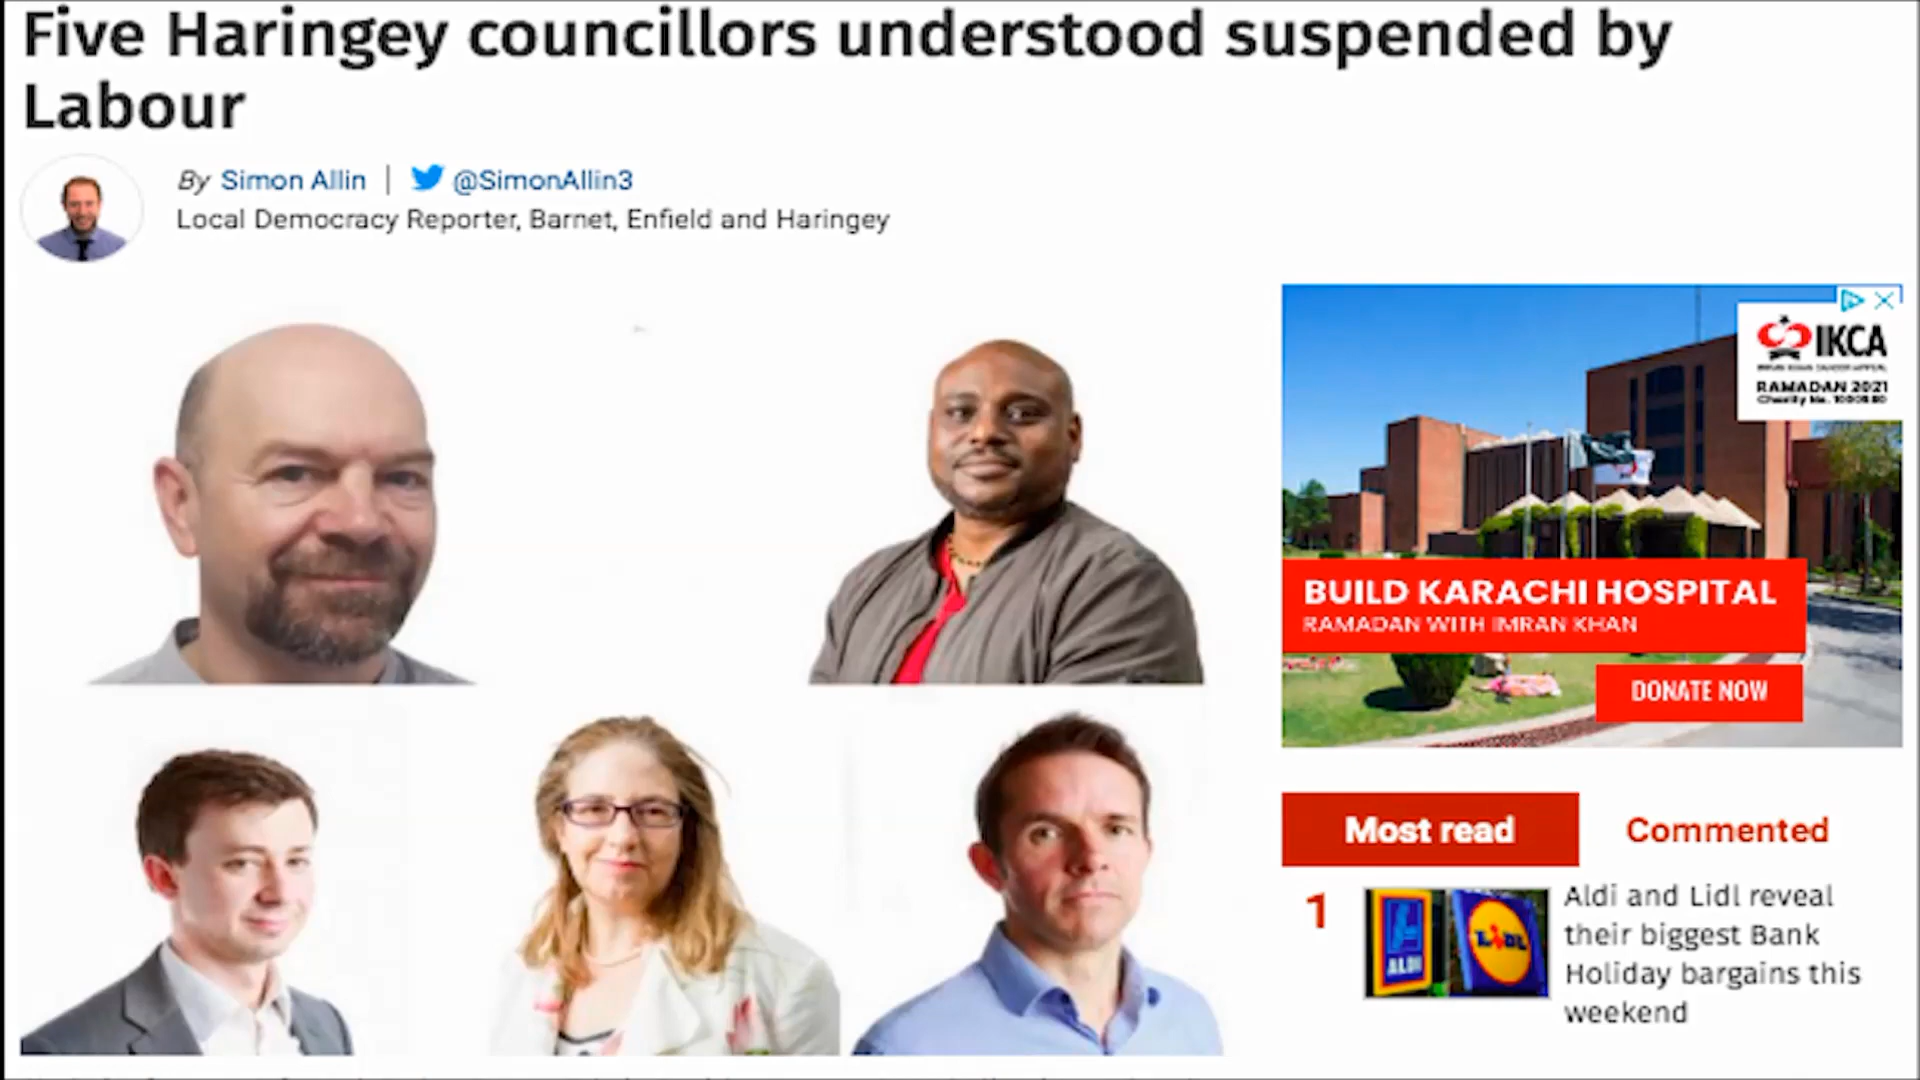 Five Haringey councillors understood suspended by
Labour
By Simon Allin | @SimonAllin3
Local Democracy Reporter, Barnet, Enfield and Haringey
IKCA
RAMADAN 2021
BUILD KARACHI HOSPITAL
RAMADAN WITH IMRAN KHAN
DONATE NOW
Most read
Commented
1
ALDI
LIDL
Aldi and Lidl reveal
their biggest Bank
Holiday bargains this
weekend